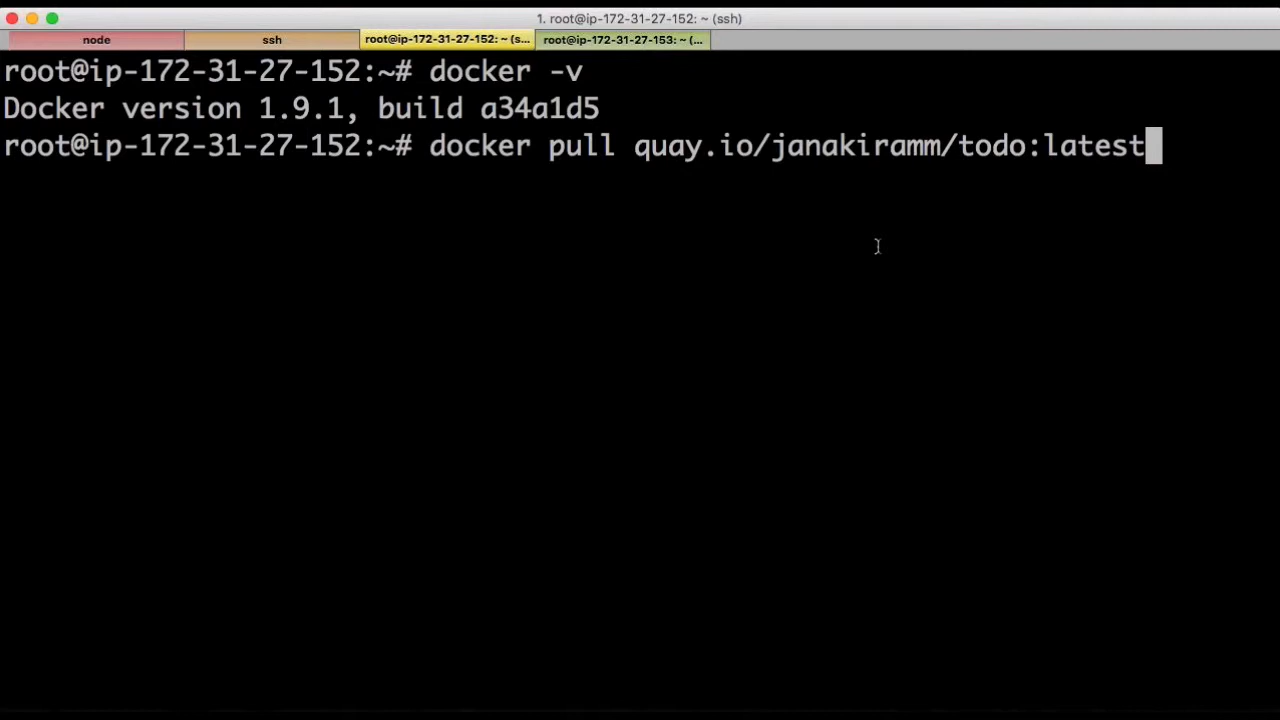 1. root@ip-172-31-27-152: ~ (ssh)
node ssh root@ip-172-31-27-152: ~ (s... root@ip-172-31-27-153: ~ (...
root@ip-172-31-27-152:~# docker -v
Docker version 1.9.1, build a34a1d5
root@ip-172-31-27-152:~# docker pull quay.io/janakiramm/todo:latest